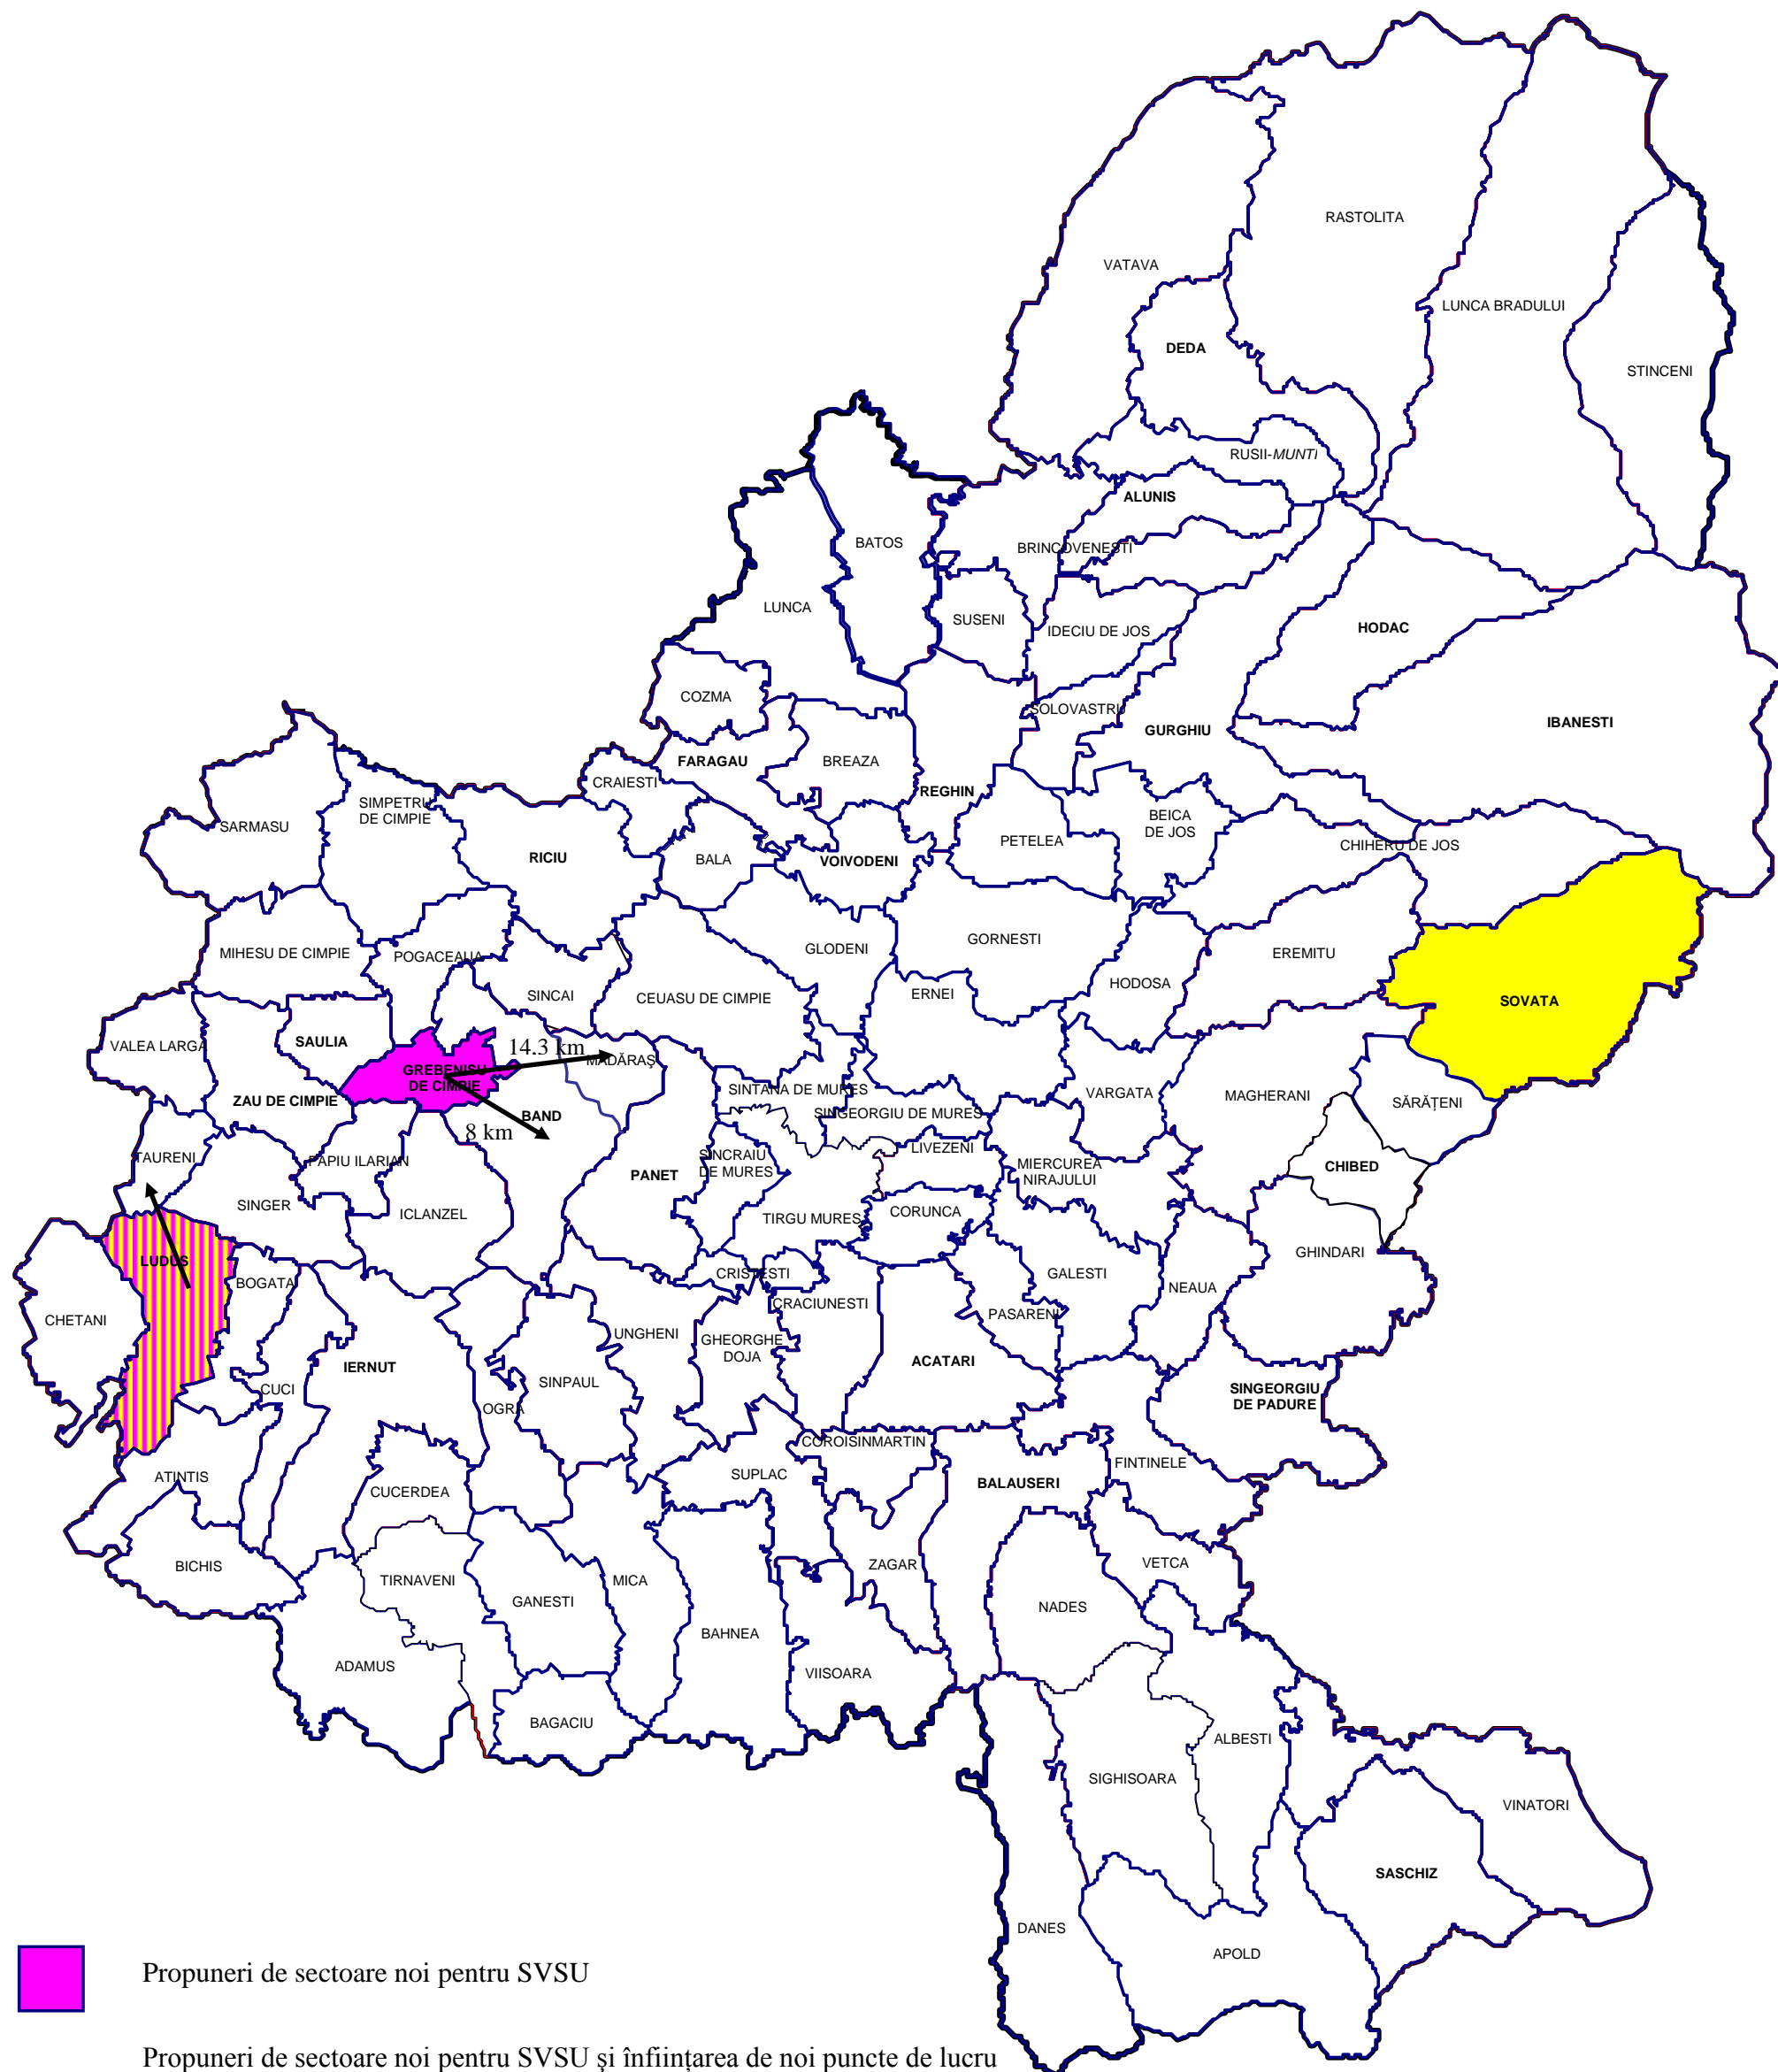 RASTOLITA
VATAVA
LUNCA BRADULUI
DEDA
STINCENI
RUSII-MUNTI
ALUNIS
BATOS
BRINCOVENESTI
LUNCA
SUSENI
IDECIU DE JOS
HODAC
COZMA
SOLOVASTRU
IBANESTI
GURGHIU
FARAGAU
BREAZA
CRAIESTI
REGHIN
SIMPETRU
DE CIMPIE
SARMASU
BEICA
DE JOS
PETELEA
CHIHERU DE JOS
RICIU
BALA
VOIVODENI
GORNESTI
MIHESU DE CIMPIE
POGACEAUA
GLODENI
EREMITU
HODOSA
SINCAI
CEUASU DE CIMPIE
ERNEI
SOVATA
SAULIA
VALEA LARGA
14.3 km
MĂDĂRAŞ
GREBENISU
DE CIMPIE
SINTANA DE MURES
VARGATA
MAGHERANI
SĂRĂŢENI
ZAU DE CIMPIE
BAND
SINGEORGIU DE MURES
8 km
LIVEZENI
TAURENI
PAPIU ILARIAN
SINCRAIU
DE MURES
PANET
MIERCUREA
NIRAJULUI
CHIBED
SINGER
ICLANZEL
TIRGU MURES
CORUNCA
GHINDARI
LUDUS
BOGATA
CRISTESTI
GALESTI
NEAUA
CHETANI
CRACIUNESTI
PASARENI
UNGHENI
GHEORGHE
DOJA
IERNUT
ACATARI
SINPAUL
CUCI
OGRA
SINGEORGIU
DE PADURE
COROISINMARTIN
FINTINELE
ATINTIS
SUPLAC
BALAUSERI
CUCERDEA
BICHIS
VETCA
ZAGAR
TIRNAVENI
MICA
GANESTI
NADES
BAHNEA
ADAMUS
VIISOARA
BAGACIU
ALBESTI
SIGHISOARA
VINATORI
SASCHIZ
DANES
APOLD
Propuneri de sectoare noi pentru SVSU
Propuneri de sectoare noi pentru SVSU şi înfiinţarea de noi puncte de lucru